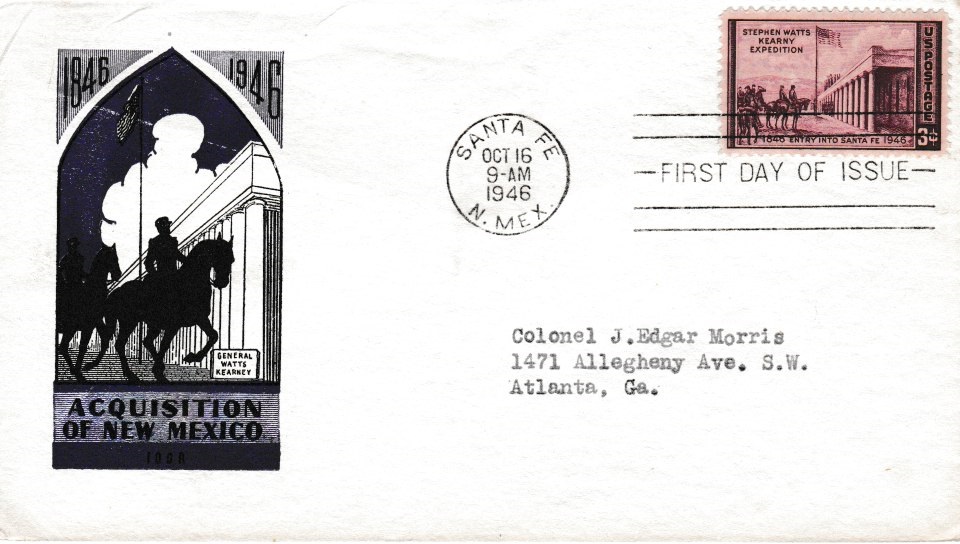 1846 1946
GENERAL
WATTS
KEARNEY
ACQUISITION
OF NEW MEXICO
SANTA FE
OCT 16
9-AM
1946
N. MEX.
STEPHEN WATTS
KEARNY
EXPEDITION
U S POSTAGE
3¢
1846 ENTRY INTO SANTA FE 1946
FIRST DAY OF ISSUE
Colonel J.Edgar Morris
1471 Allegheny Ave. S.W.
Atlanta, Ga.